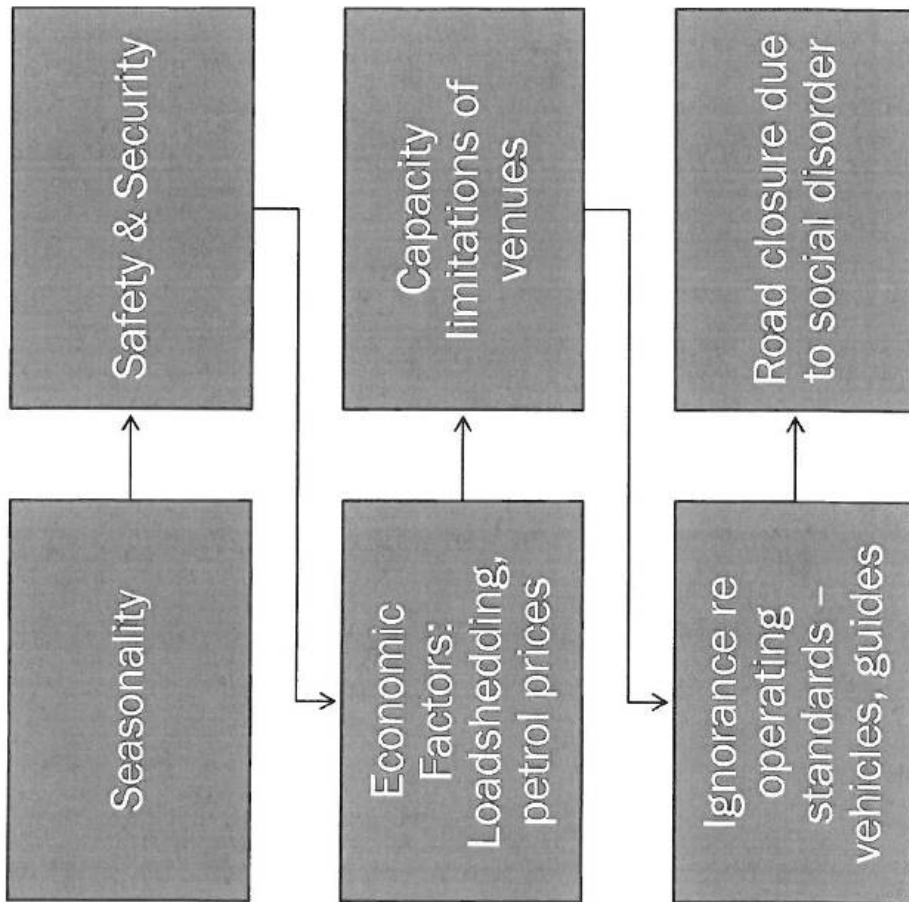 Seasonality
Safety & Security
Economic
Factors:
Loadshedding,
petrol prices
Capacity
limitations of
venues
Ignorance re
operating
standards –
vehicles, guides
Road closure due
to social disorder